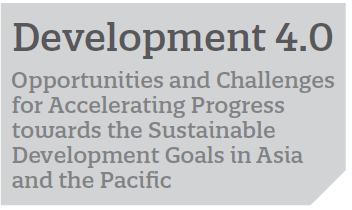 Development 4.0
Opportunities and Challenges
for Accelerating Progress
towards the Sustainable
Development Goals in Asia
and the Pacific